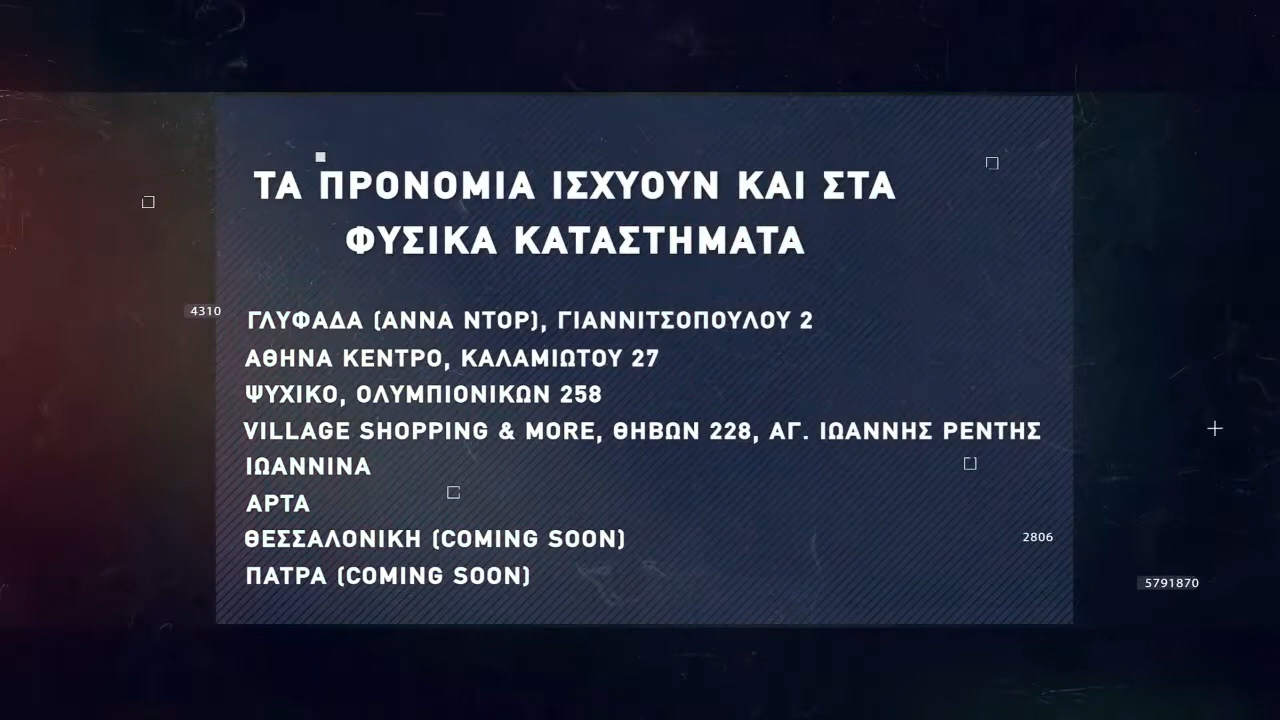 ΤΑ ΠΡΟΝΟΜΙΑ ΙΣΧΥΟΥΝ ΚΑΙ ΣΤΑ
ΦΥΣΙΚΑ ΚΑΤΑΣΤΗΜΑΤΑ
4310
ΓΛΥΦΑΔΑ (ΑΝΝΑ ΝΤΟΡ), ΓΙΑΝΝΙΤΣΟΠΟΥΛΟΥ 2
ΑΘΗΝΑ ΚΕΝΤΡΟ, ΚΑΛΑΜΙΩΤΟΥ 27
ΨΥΧΙΚΟ, ΟΛΥΜΠΙΟΝΙΚΩΝ 258
VILLAGE SHOPPING & MORE, ΘΗΒΩΝ 228, ΑΓ. ΙΩΑΝΝΗΣ ΡΕΝΤΗΣ
ΙΩΑΝΝΙΝΑ
ΑΡΤΑ
ΘΕΣΣΑΛΟΝΙΚΗ (COMING SOON)
2806
ΠΑΤΡΑ (COMING SOON)
5791870